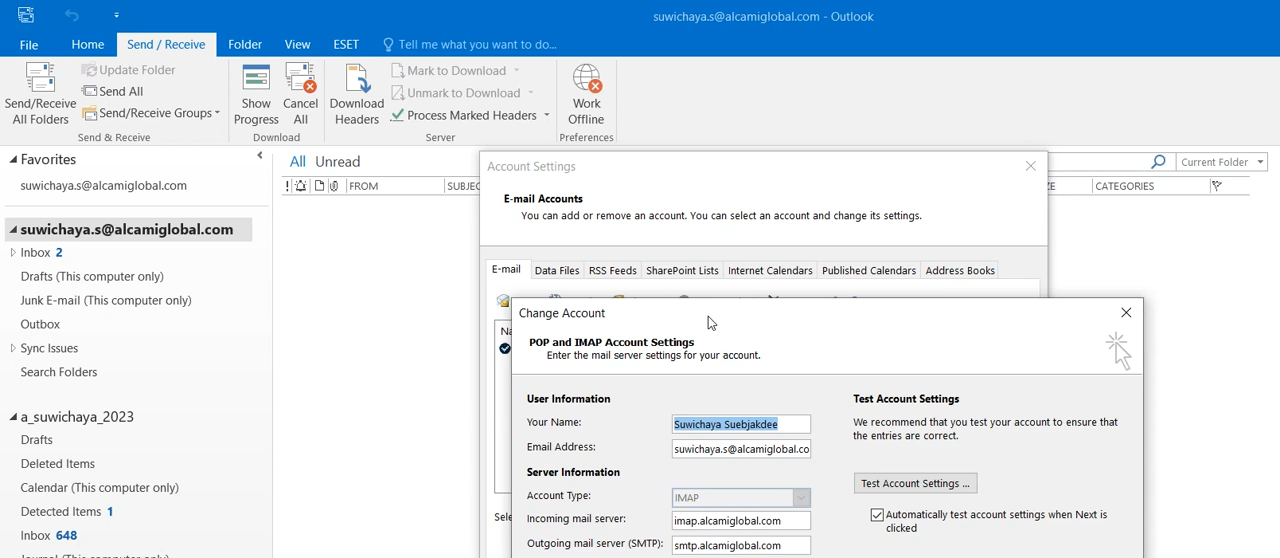 suwichaya.s@alcamiglobal.com - Outlook
File Home Send / Receive Folder View ESET Tell me what you want to do...
Send/Receive All Folders
Update Folder
Send All
Send/Receive Groups
Send & Receive
Show Progress
Cancel All
Download
Download Headers
Mark to Download
Unmark to Download
Process Marked Headers
Server
Work Offline
Preferences
Favorites
suwichaya.s@alcamiglobal.com
suwichaya.s@alcamiglobal.com
Inbox 2
Drafts (This computer only)
Junk E-mail (This computer only)
Outbox
Sync Issues
Search Folders
a_suwichaya_2023
Drafts
Deleted Items
Calendar (This computer only)
Detected Items 1
Inbox 648
All Unread
Current Folder
! FROM SUBJEC
ZE CATEGORIES
Account Settings
E-mail Accounts
You can add or remove an account. You can select an account and change its settings.
E-mail Data Files RSS Feeds SharePoint Lists Internet Calendars Published Calendars Address Books
Na
Sele
Change Account
POP and IMAP Account Settings
Enter the mail server settings for your account.
User Information
Your Name: Suwichaya Suebjakdee
Email Address: suwichaya.s@alcamiglobal.co
Server Information
Account Type: IMAP
Incoming mail server: imap.alcamiglobal.com
Outgoing mail server (SMTP): smtp.alcamiglobal.com
Test Account Settings
We recommend that you test your account to ensure that
the entries are correct.
Test Account Settings ...
Automatically test account settings when Next is
clicked